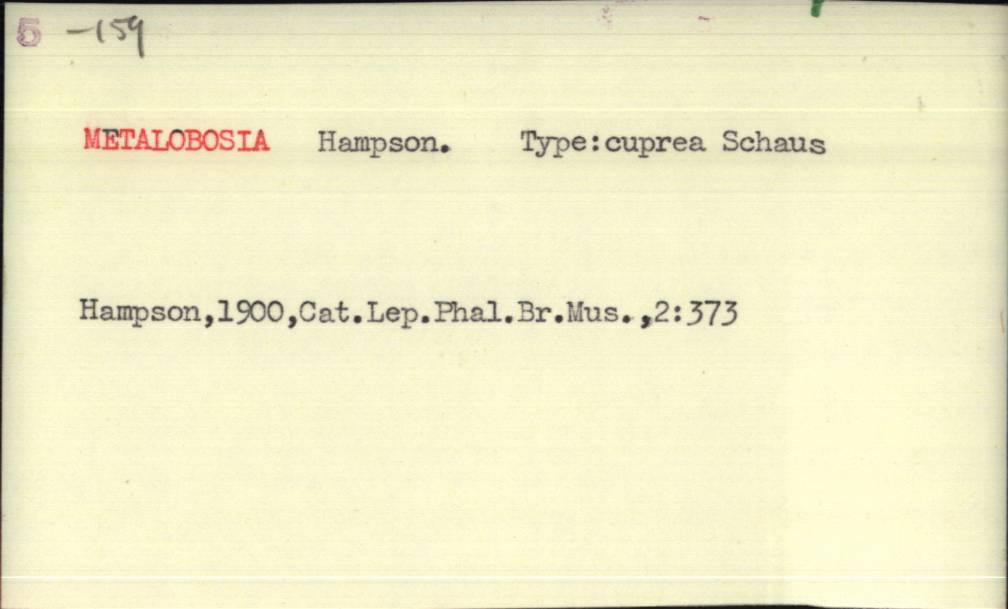 5 -159
METALOBOSIA Hampson. Type:cuprea Schaus
Hampson,1900,Cat.Lep.Phal.Br.Mus.,2:373